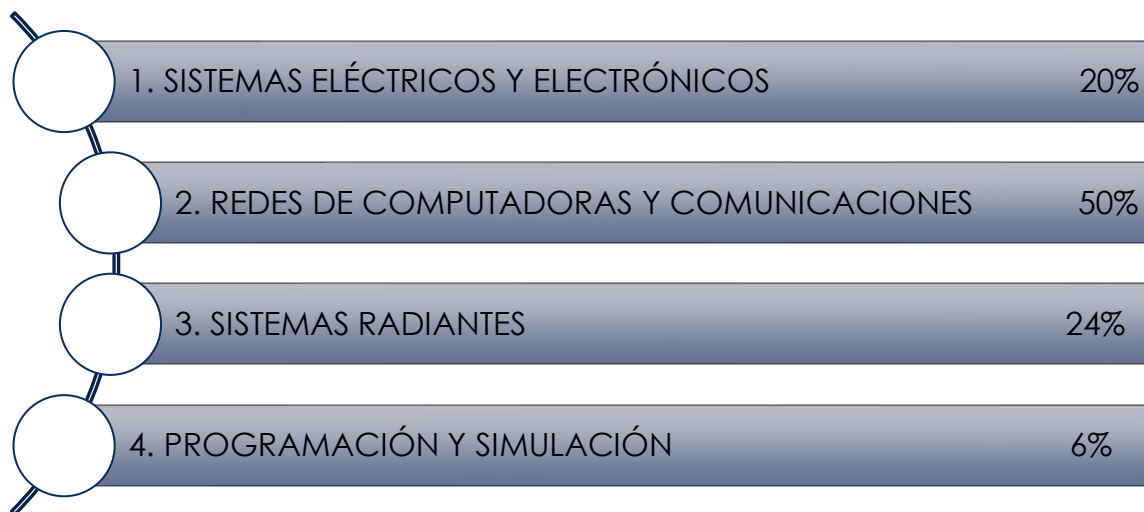 1. SISTEMAS ELÉCTRICOS Y ELECTRÓNICOS 20%
2. REDES DE COMPUTADORAS Y COMUNICACIONES 50%
3. SISTEMAS RADIANTES 24%
4. PROGRAMACIÓN Y SIMULACIÓN 6%